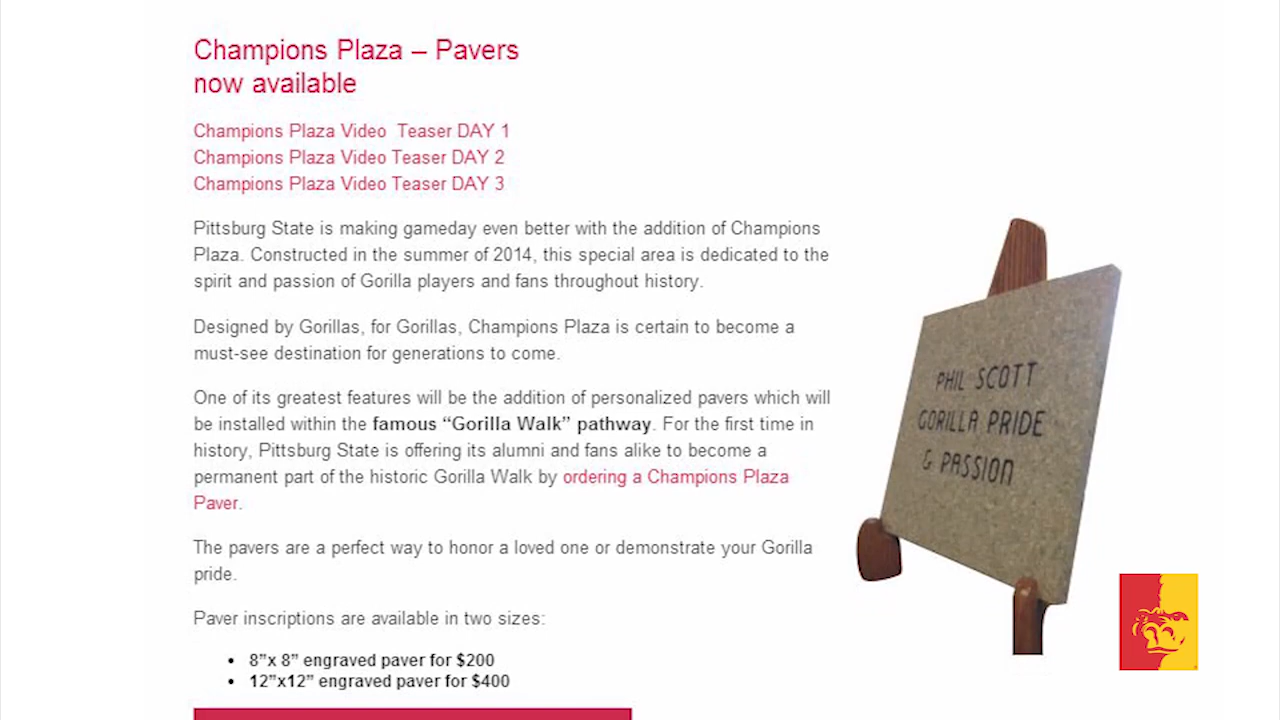 Champions Plaza – Pavers
now available
Champions Plaza Video  Teaser DAY 1
Champions Plaza Video Teaser DAY 2
Champions Plaza Video Teaser DAY 3
Pittsburg State is making gameday even better with the addition of Champions
Plaza. Constructed in the summer of 2014, this special area is dedicated to the
spirit and passion of Gorilla players and fans throughout history.
Designed by Gorillas, for Gorillas, Champions Plaza is certain to become a
must-see destination for generations to come.
One of its greatest features will be the addition of personalized pavers which will
be installed within the famous “Gorilla Walk” pathway. For the first time in
history, Pittsburg State is offering its alumni and fans alike to become a
permanent part of the historic Gorilla Walk by ordering a Champions Plaza
Paver.
The pavers are a perfect way to honor a loved one or demonstrate your Gorilla
pride.
Paver inscriptions are available in two sizes:
• 8”x 8” engraved paver for $200
• 12”x12” engraved paver for $400
PHIL SCOTT
GORILLA PRIDE
& PASSION